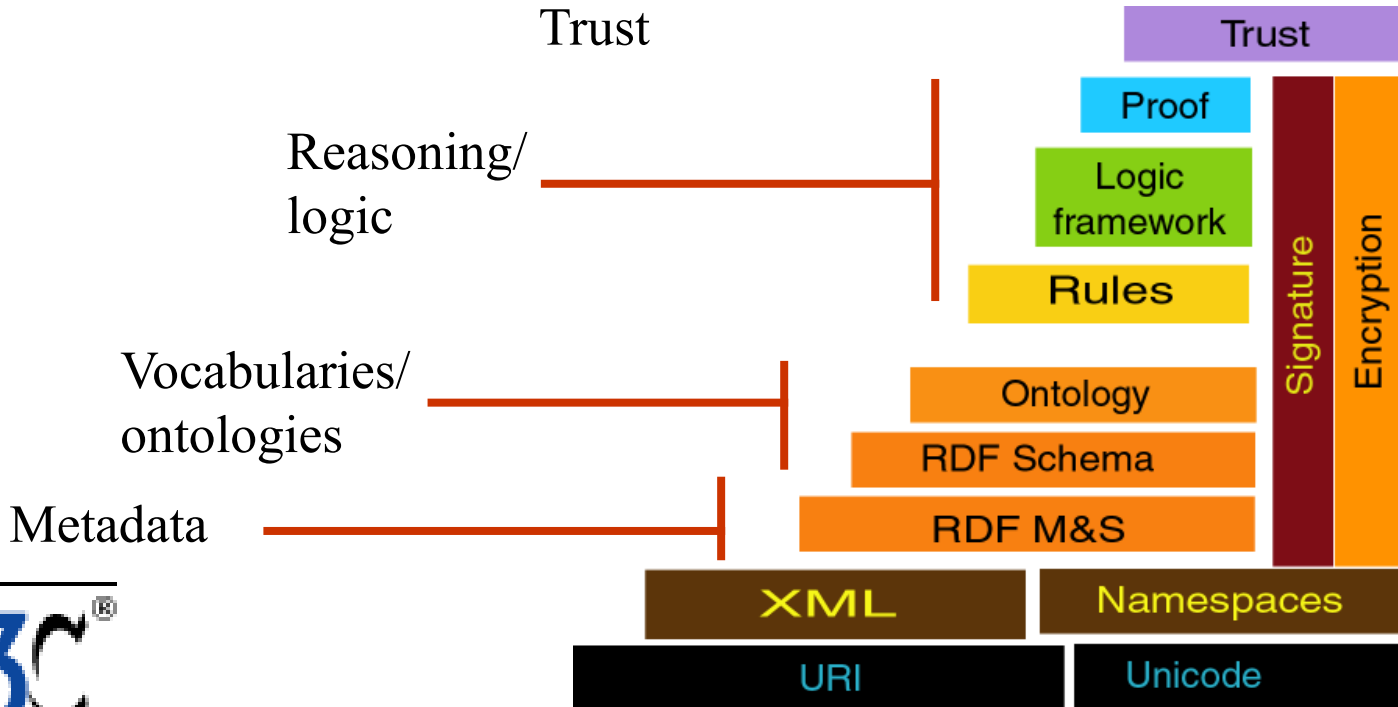 Trust
Trust
Proof
Reasoning/
logic
Logic
framework
Rules
Signature
Encryption
Vocabularies/
ontologies
Ontology
RDF Schema
Metadata
RDF M&S
XML
Namespaces
3C®
URI
Unicode